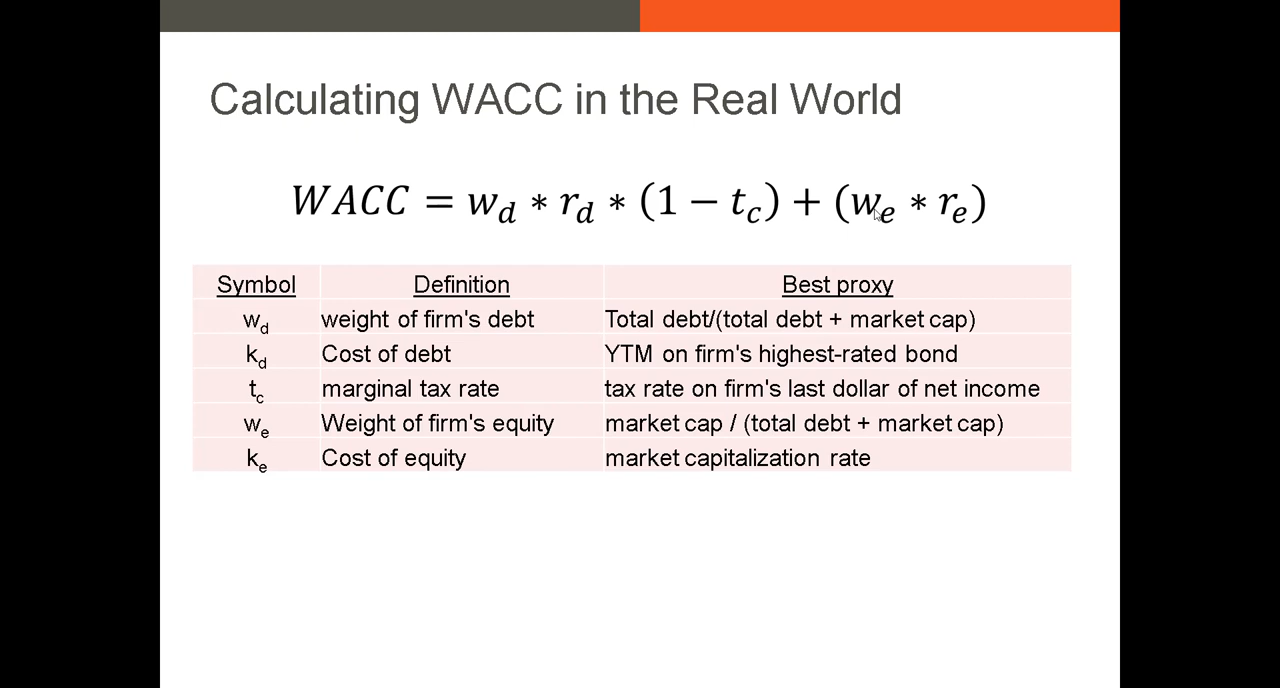 Calculating WACC in the Real World
WACC = w_d * r_d * (1 − t_c) + (w_e * r_e)
Symbol Definition Best proxy
w_d weight of firm's debt Total debt/(total debt + market cap)
k_d Cost of debt YTM on firm's highest-rated bond
t_c marginal tax rate tax rate on firm's last dollar of net income
w_e Weight of firm's equity market cap / (total debt + market cap)
k_e Cost of equity market capitalization rate